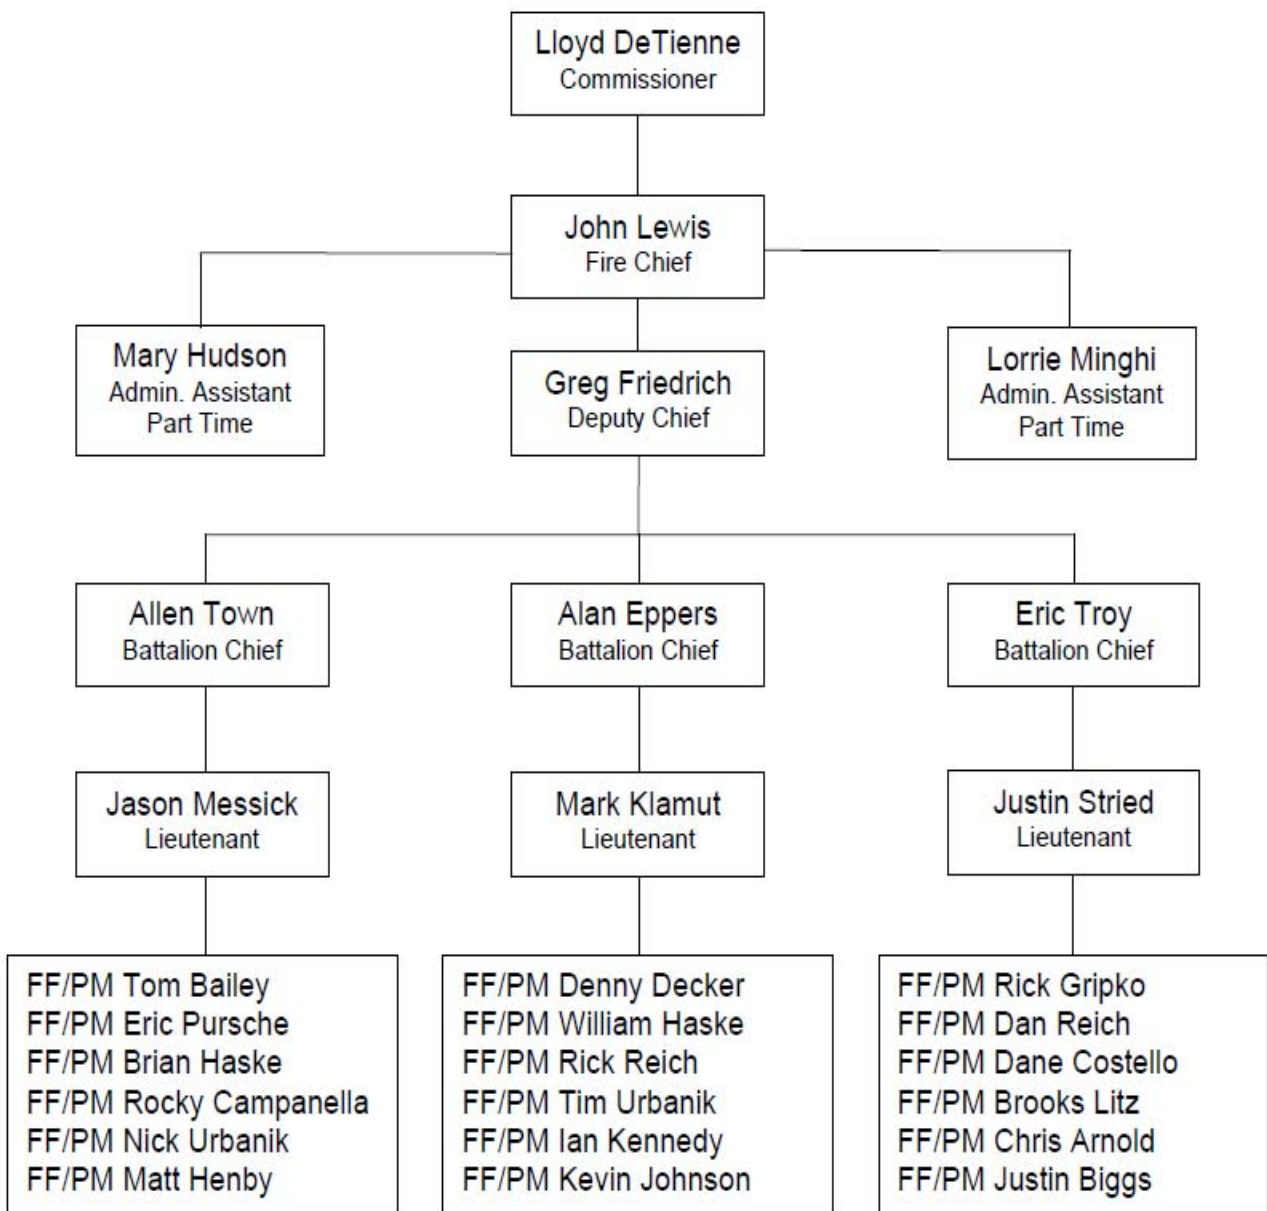 Lloyd DeTienne
Commissioner
John Lewis
Fire Chief
Mary Hudson
Admin. Assistant
Part Time
Greg Friedrich
Deputy Chief
Lorrie Minghi
Admin. Assistant
Part Time
Allen Town
Battalion Chief
Alan Eppers
Battalion Chief
Eric Troy
Battalion Chief
Jason Messick
Lieutenant
Mark Klamut
Lieutenant
Justin Stried
Lieutenant
FF/PM Tom Bailey
FF/PM Eric Pursche
FF/PM Brian Haske
FF/PM Rocky Campanella
FF/PM Nick Urbanik
FF/PM Matt Henby
FF/PM Denny Decker
FF/PM William Haske
FF/PM Rick Reich
FF/PM Tim Urbanik
FF/PM Ian Kennedy
FF/PM Kevin Johnson
FF/PM Rick Gripko
FF/PM Dan Reich
FF/PM Dane Costello
FF/PM Brooks Litz
FF/PM Chris Arnold
FF/PM Justin Biggs